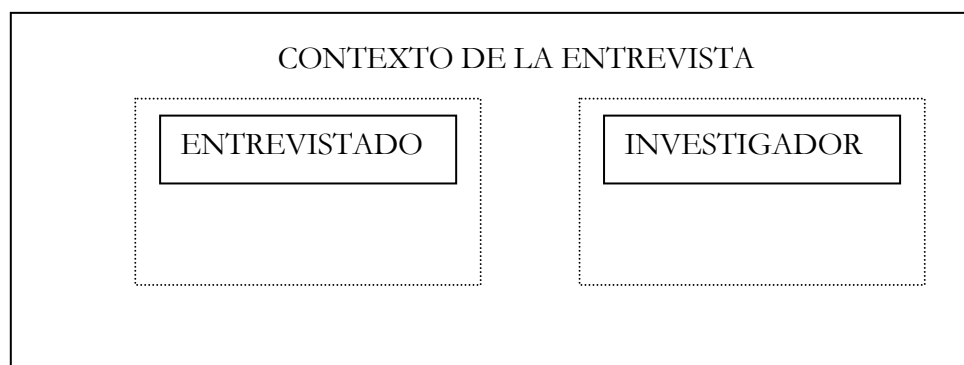 CONTEXTO DE LA ENTREVISTA
ENTREVISTADO
INVESTIGADOR